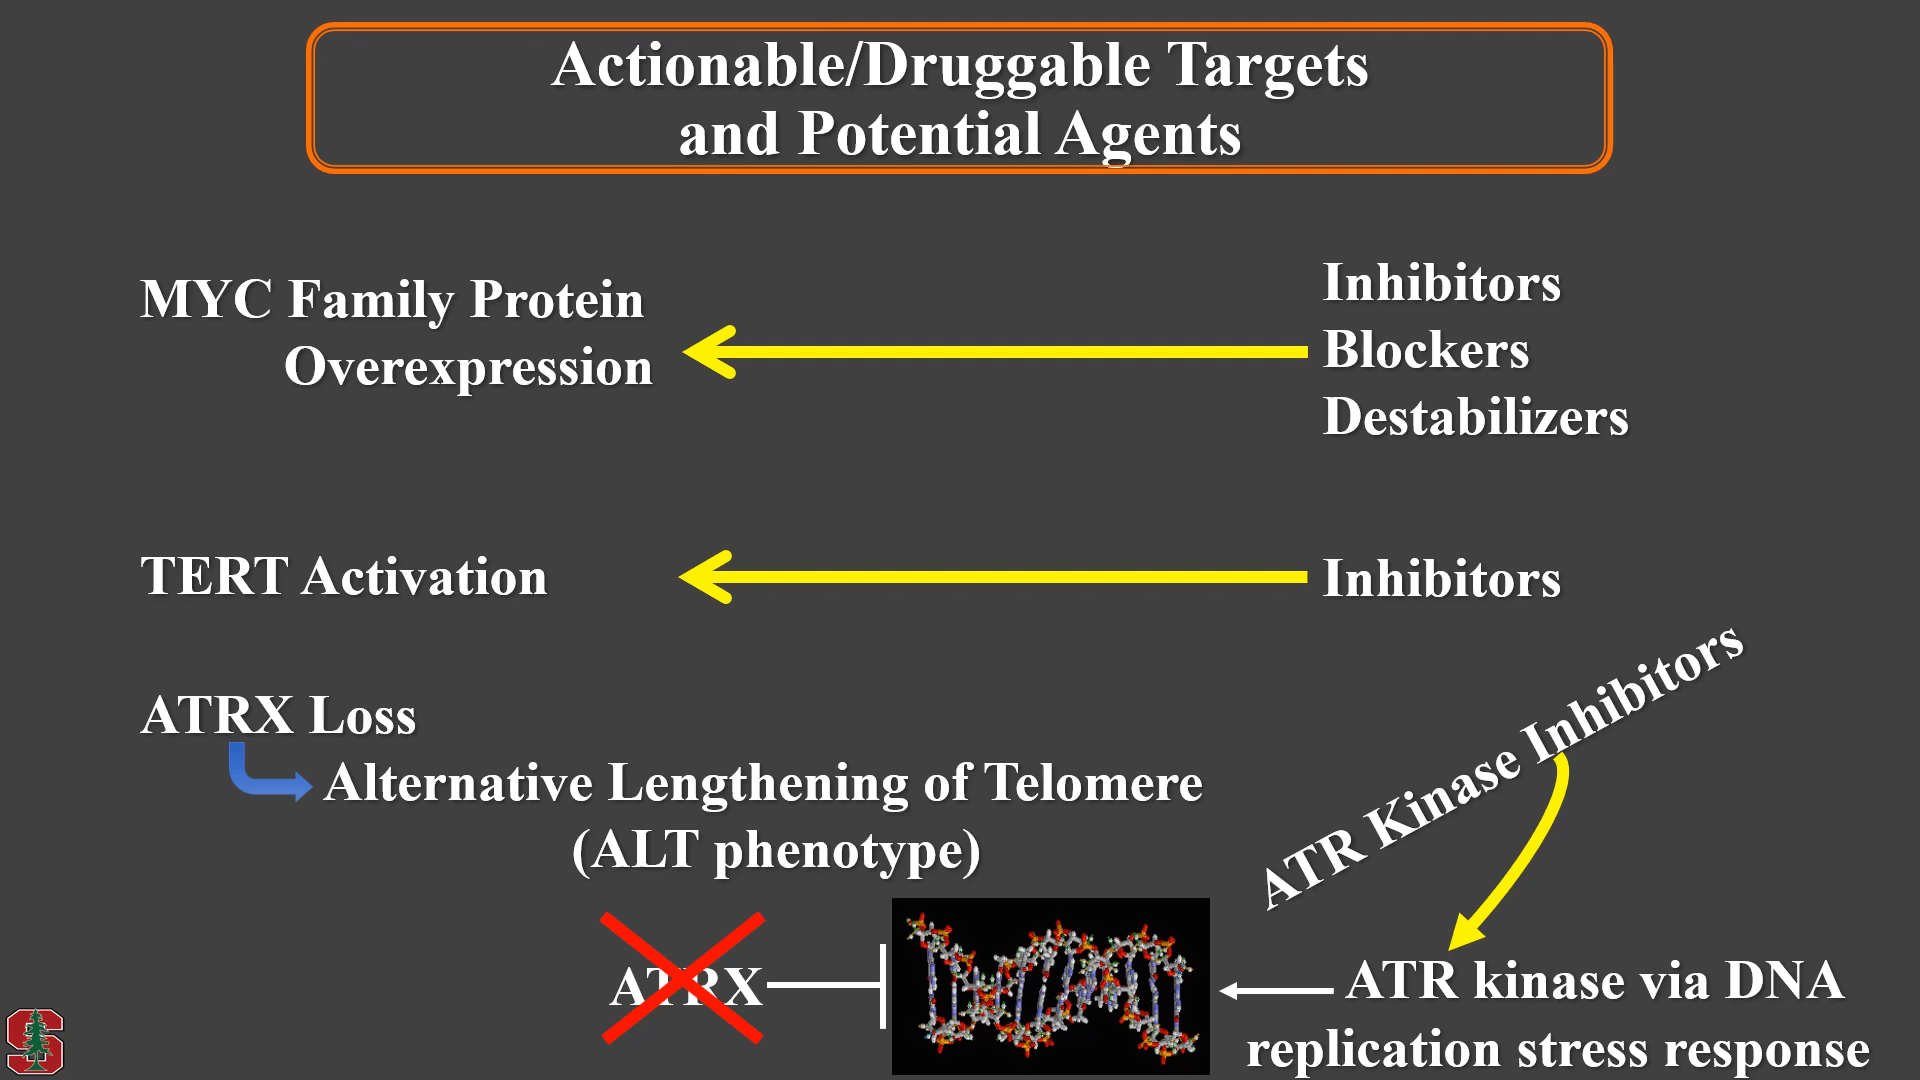 Actionable/Druggable Targets
and Potential Agents
MYC Family Protein
Overexpression
Inhibitors
Blockers
Destabilizers
TERT Activation
Inhibitors
ATRX Loss
Alternative Lengthening of Telomere
(ALT phenotype)
ATR Kinase Inhibitors
ATRX
ATR kinase via DNA
replication stress response